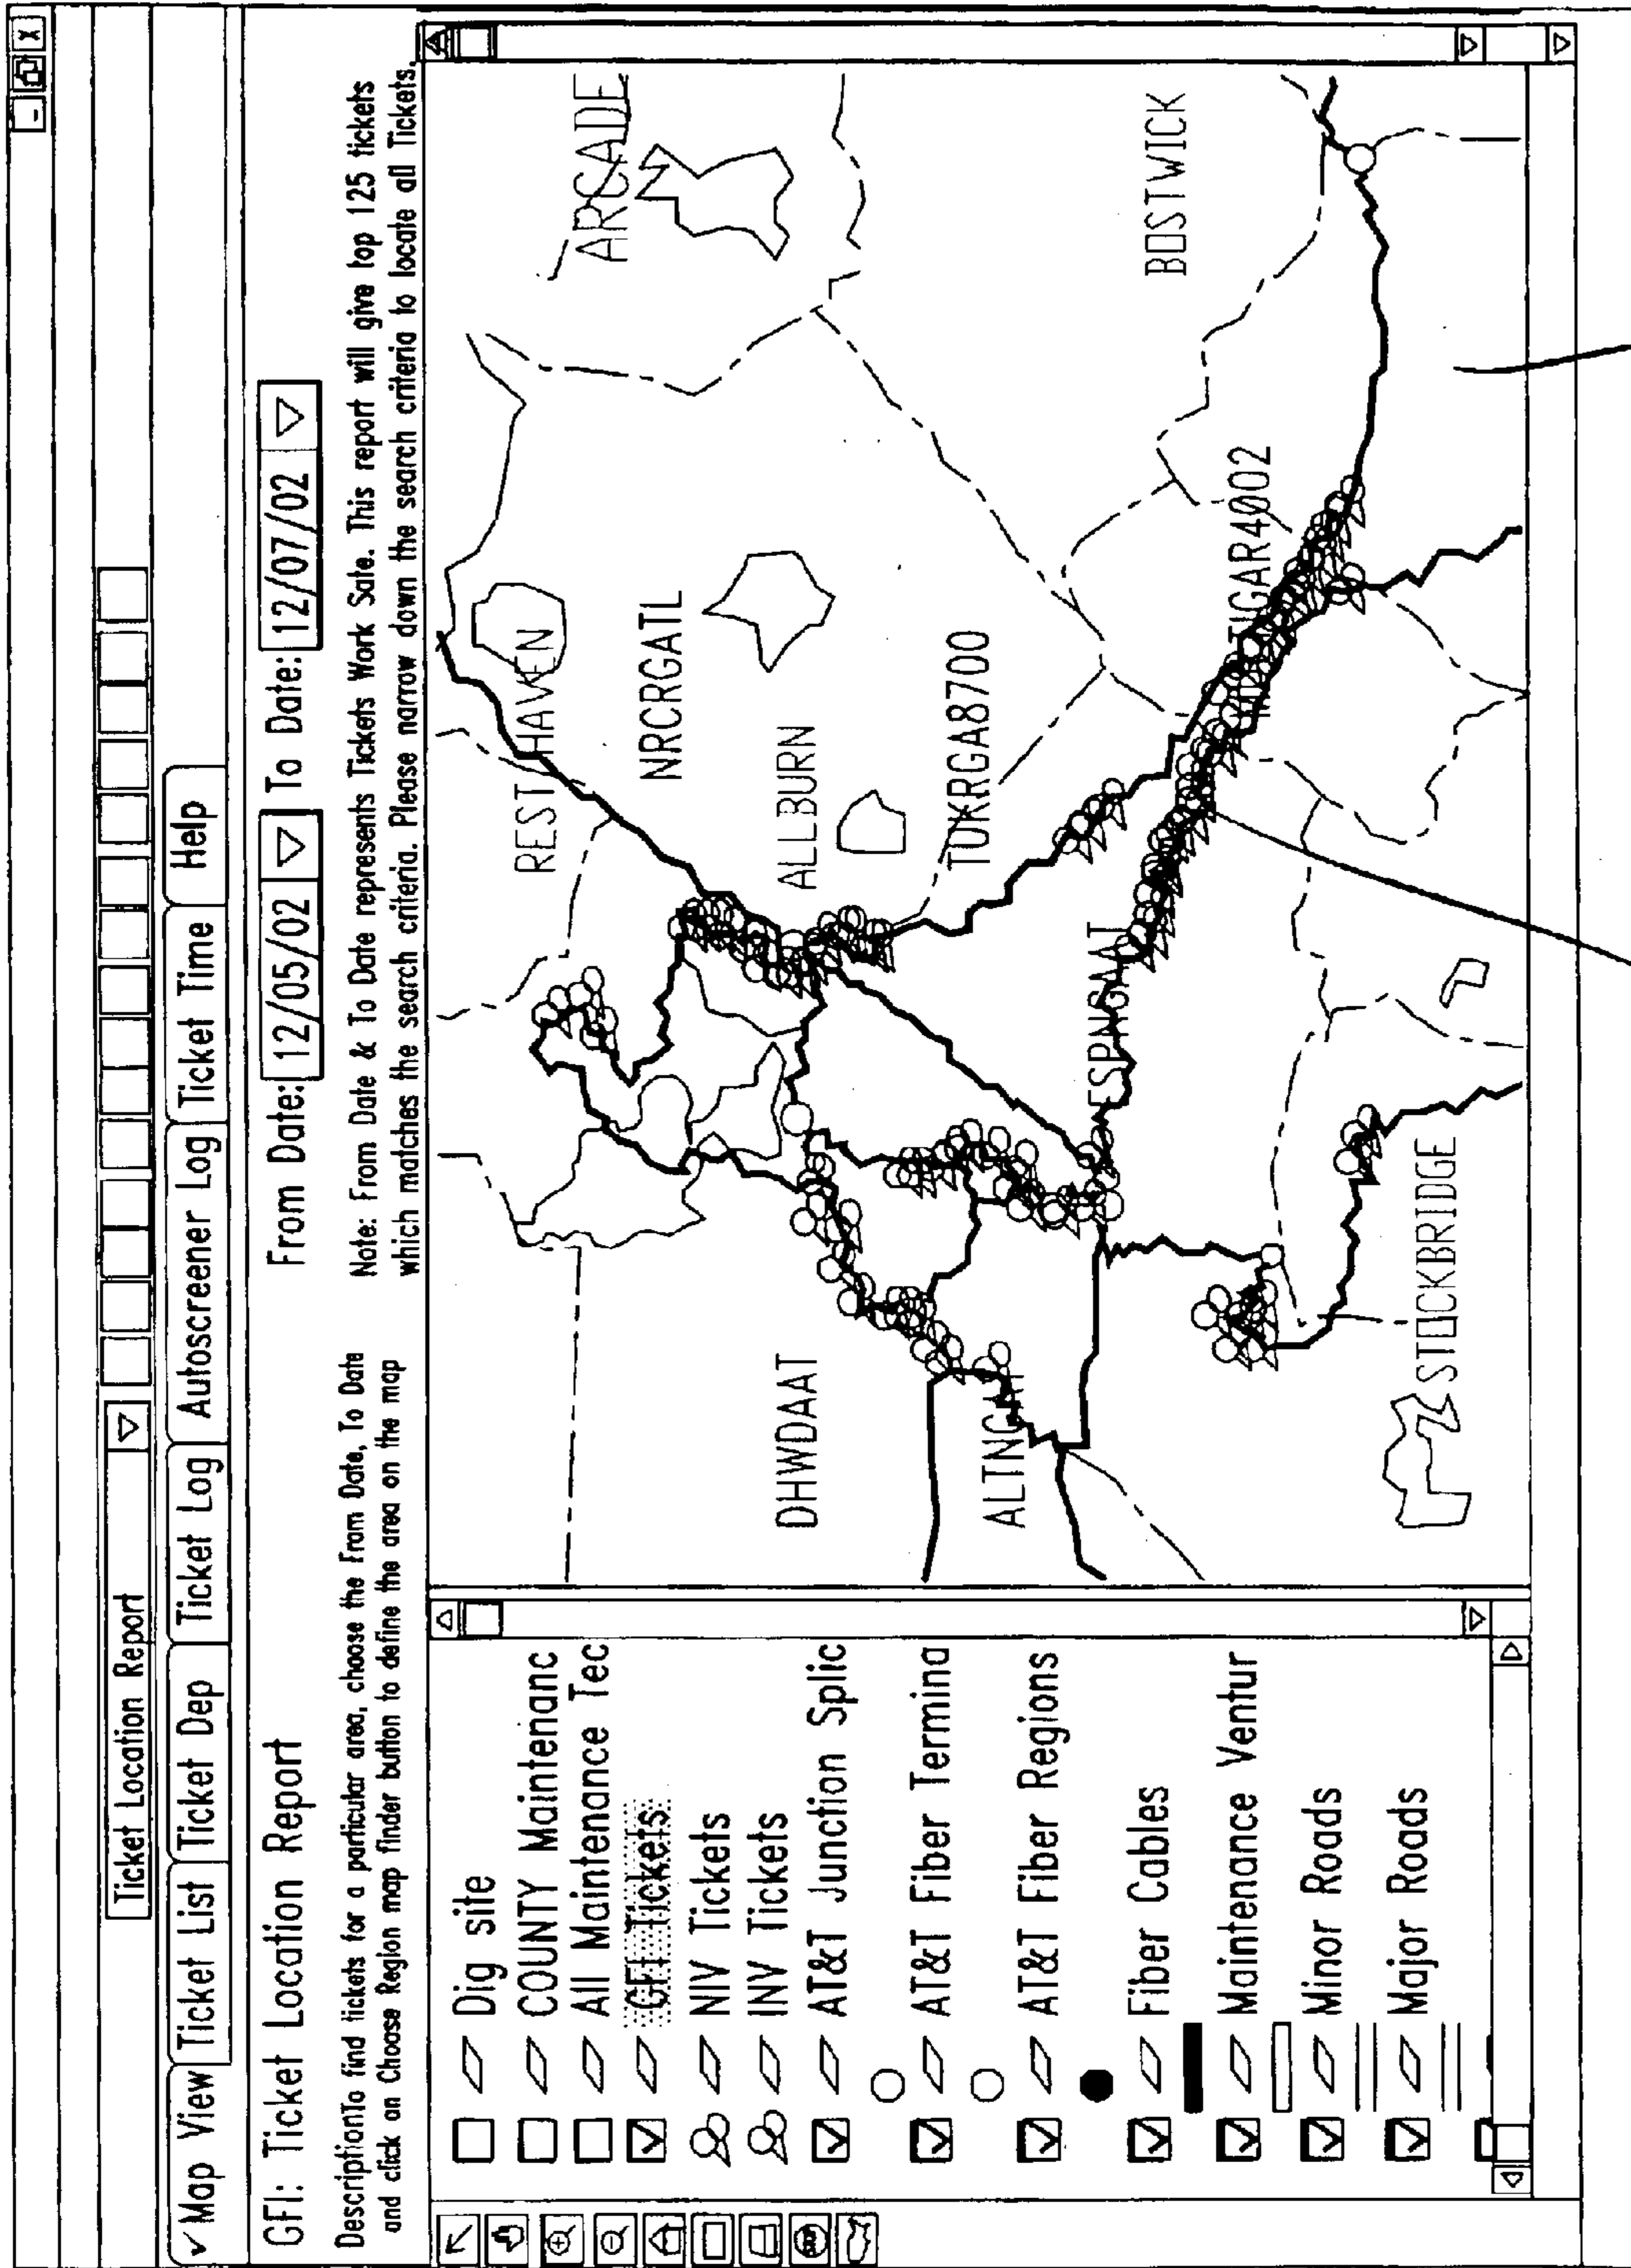 Ticket Location Report
✓Map View Ticket List Ticket Dep Ticket Log Autoscreener Log Ticket Time Help
GFI: Ticket Location Report
From Date: 12/05/02 To Date: 12/07/02
DescriptionTo find tickets for a particular area, choose the From Date, To Date
and click on Choose Region map finder button to define the area on the map
Note: From Date & To Date represents Tickets Work Sate. This report will give top 125 tickets
which matches the search criteria. Please narrow down the search criteria to locate all Tickets.
Dig site
COUNTY Maintenanc
All Maintenance Tec
GFI Tickets
NIV Tickets
INV Tickets
AT&T Junction Splic
AT&T Fiber Termina
AT&T Fiber Regions
Fiber Cables
Maintenance Ventur
Minor Roads
Major Roads
ARCADE
REST HAVEN
NRCRGATL
ALLBURN
DHWDAAT
TUKRGA8700
ESPNGAAT
BOSTWICK
STOCKBRIDGE